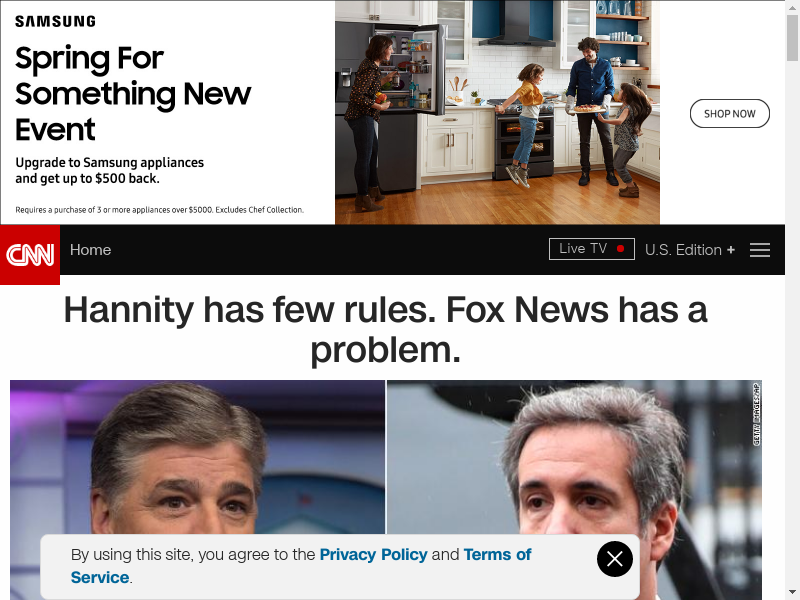 SAMSUNG
Spring For
Something New
Event
Upgrade to Samsung appliances
and get up to $500 back.
Requires a purchase of 3 or more appliances over $5000. Excludes Chef Collection.
SHOP NOW
CNN
Home
Live TV
U.S. Edition +
Hannity has few rules. Fox News has a
problem.
GETTY IMAGES/AP
By using this site, you agree to the Privacy Policy and Terms of
Service.